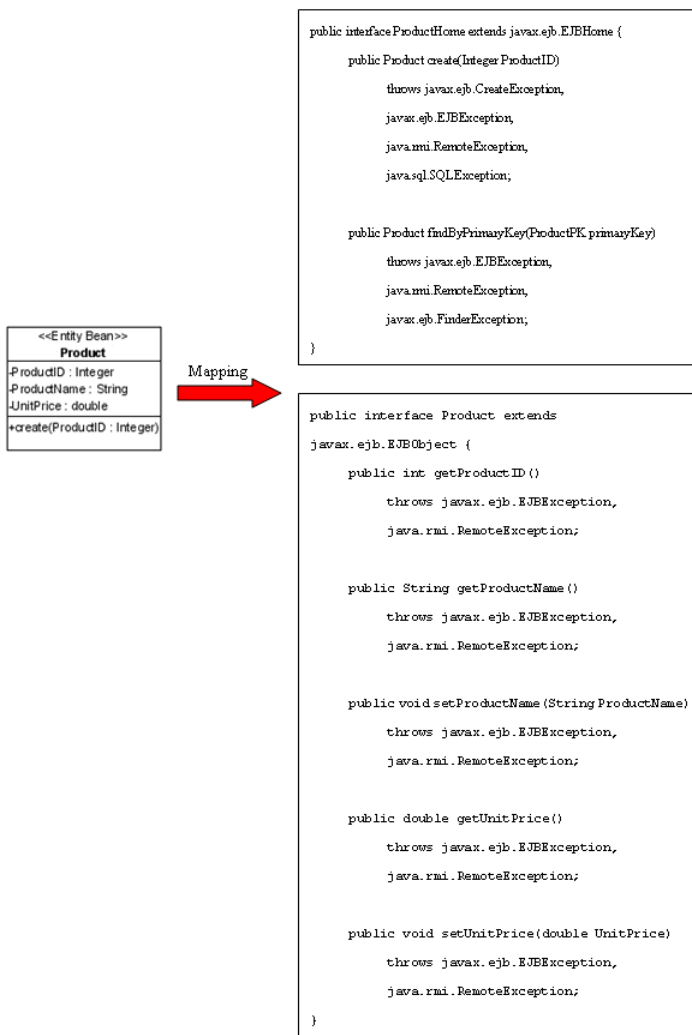 public interface ProductHome extends javax.ejb.EJBHome {
public Product create(Integer ProductID)
throws javax.ejb.CreateException,
javax.ejb.EJBException,
java.rmi.RemoteException,
java.sql.SQLException;
public Product findByPrimaryKey(ProductPK primaryKey)
throws javax.ejb.EJBException,
java.rmi.RemoteException,
javax.ejb.FinderException;
}
<<Entity Bean>>
Product
-ProductID : Integer
-ProductName : String
-UnitPrice : double
+create(ProductID : Integer)
Mapping
public interface Product extends
javax.ejb.EJBObject {
public int getProductID()
throws javax.ejb.EJBException,
java.rmi.RemoteException;
public String getProductName()
throws javax.ejb.EJBException,
java.rmi.RemoteException;
public void setProductName(String ProductName)
throws javax.ejb.EJBException,
java.rmi.RemoteException;
public double getUnitPrice()
throws javax.ejb.EJBException,
java.rmi.RemoteException;
public void setUnitPrice(double UnitPrice)
throws javax.ejb.EJBException,
java.rmi.RemoteException;
}